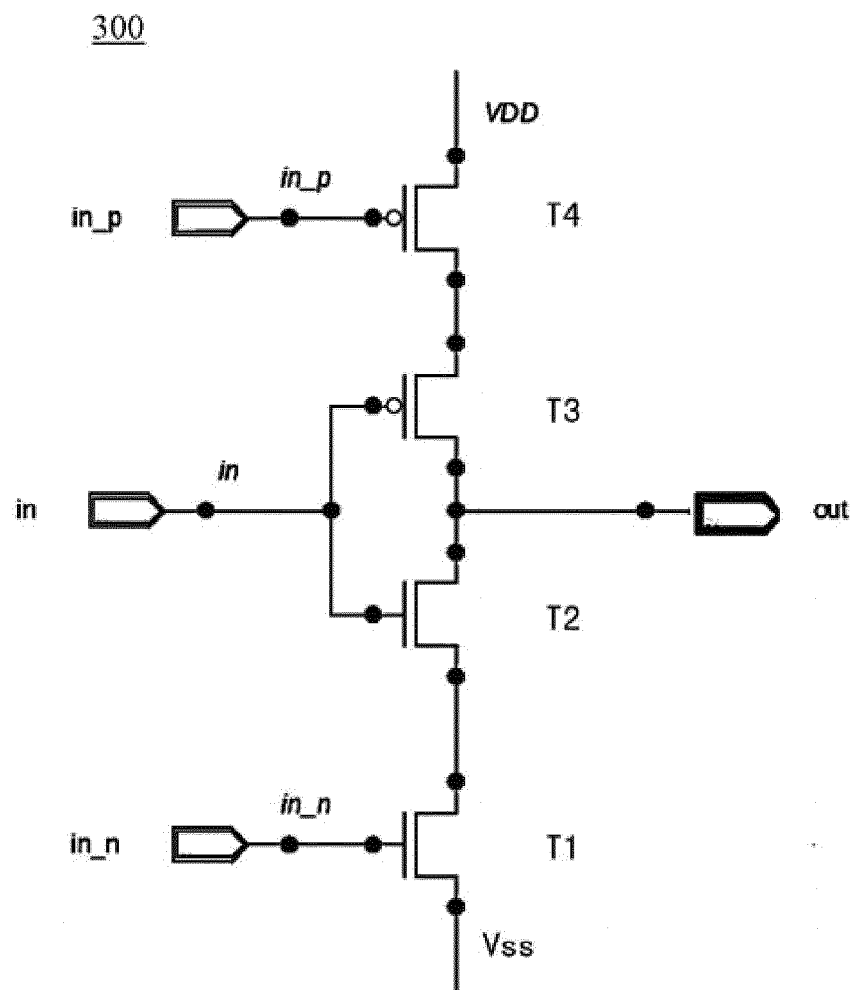 300
VDD
in_p
in_p
T4
T3
in
in
out
T2
in_n
in_n
T1
Vss